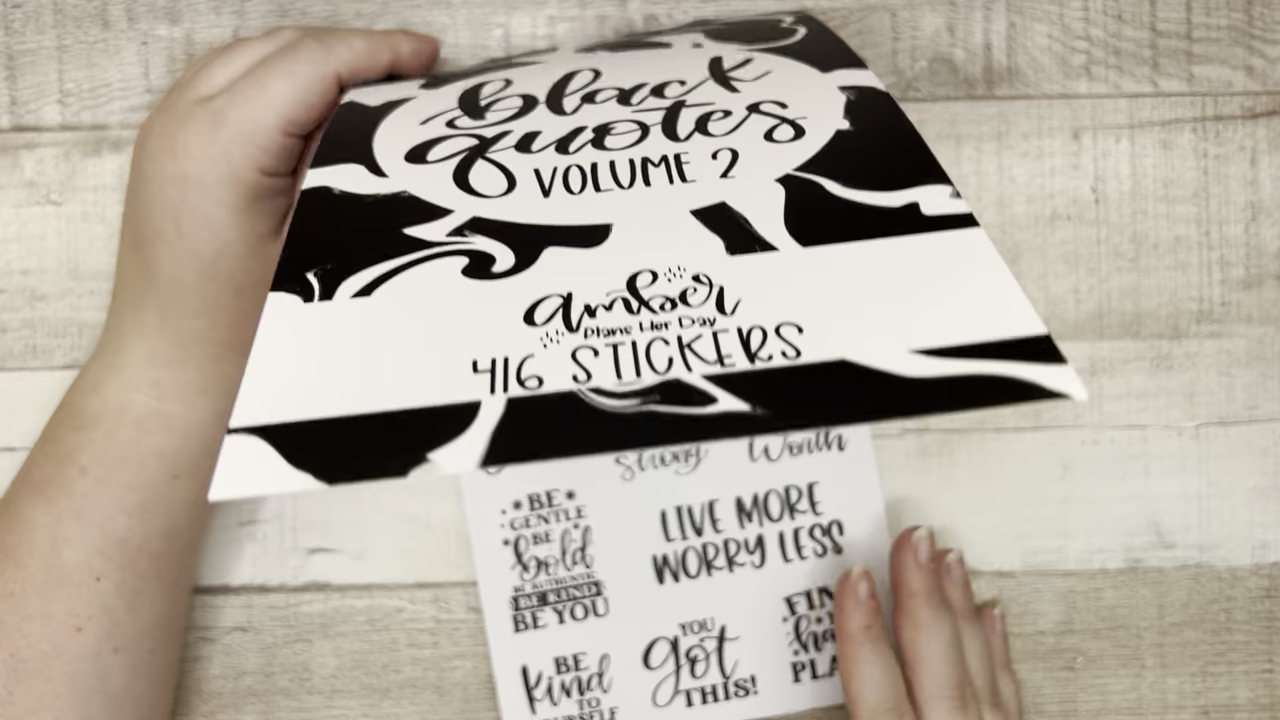 black
quotes
VOLUME 2
amber
Plans Her Day
416 STICKERS
Strong Worth
BE
GENTLE
BE
bold
BE AUTHENTIC
BE KIND
BE YOU
LIVE MORE
WORRY LESS
BE
Kind
TO
YOU
got
THIS!